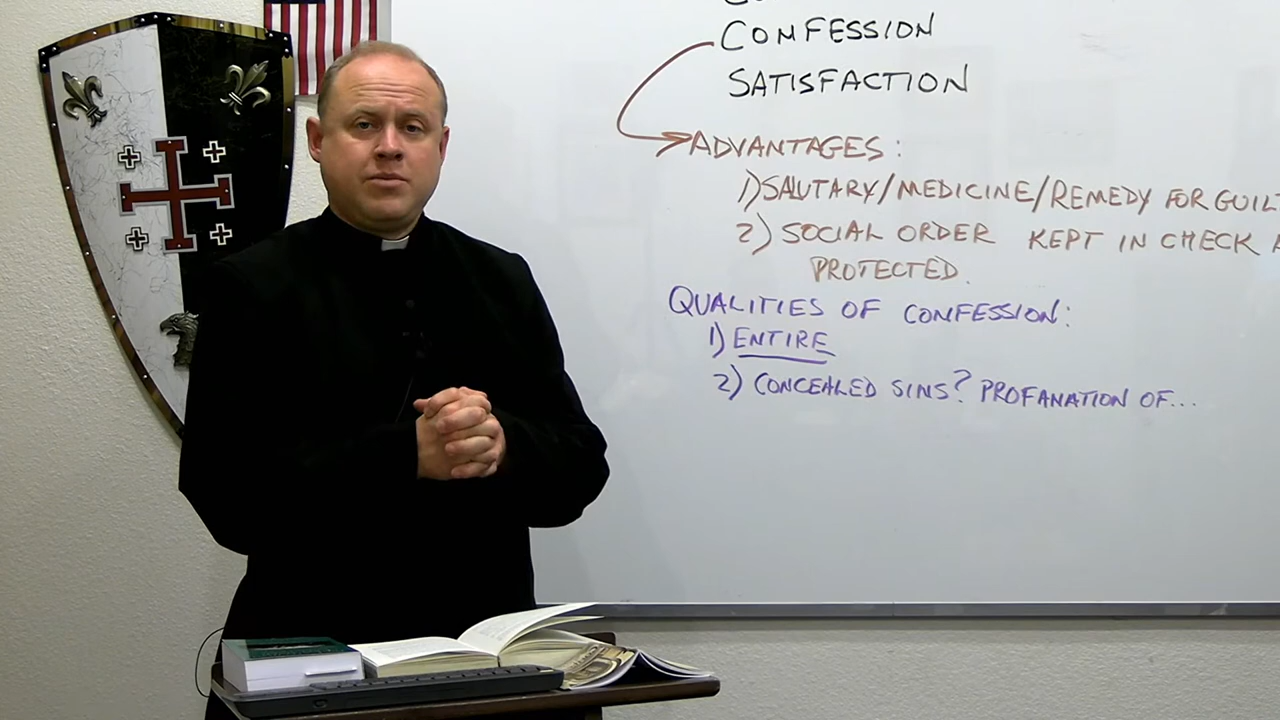 CONFESSION
SATISFACTION
ADVANTAGES:
1) SALUTARY/MEDICINE/REMEDY FOR GUILT
2) SOCIAL ORDER KEPT IN CHECK
PROTECTED.
QUALITIES OF CONFESSION:
1) ENTIRE
2) CONCEALED SINS? PROFANATION OF...